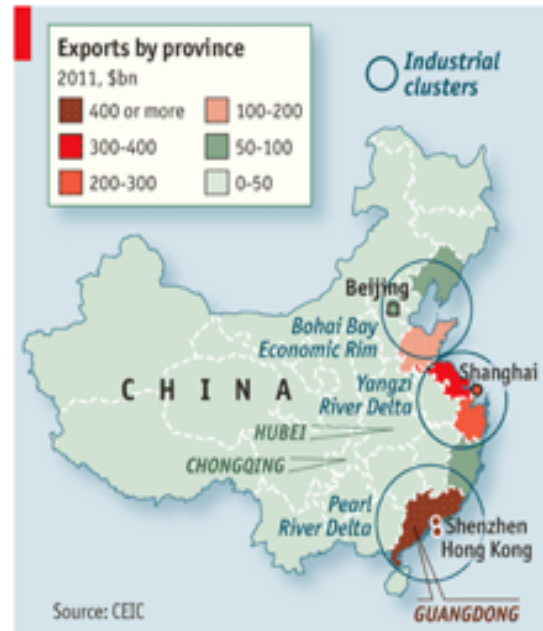 Exports by province
2011, $bn
400 or more
100-200
300-400
50-100
200-300
0-50
Industrial
clusters
Beijing
Bohai Bay
Economic Rim
Shanghai
CHINA
Yangzi
River Delta
HUBEI
CHONGQING
Pearl
River Delta
Shenzhen
Hong Kong
GUANGDONG
Source: CEIC